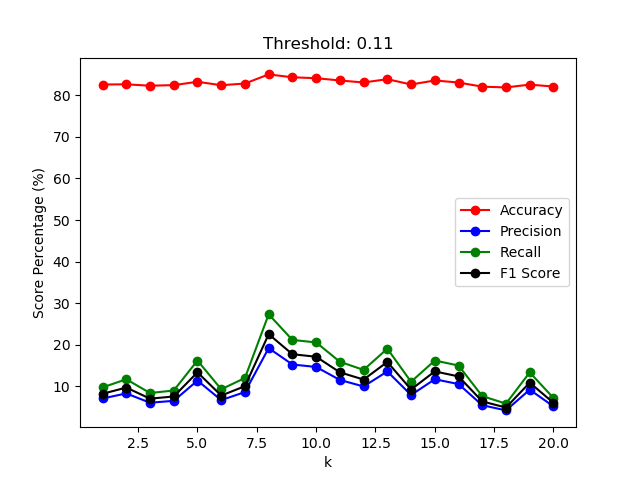 Threshold: 0.11
Score Percentage (%)
80
70
60
50
40
30
20
10
Accuracy
Precision
Recall
F1 Score
2.5 5.0 7.5 10.0 12.5 15.0 17.5 20.0
k